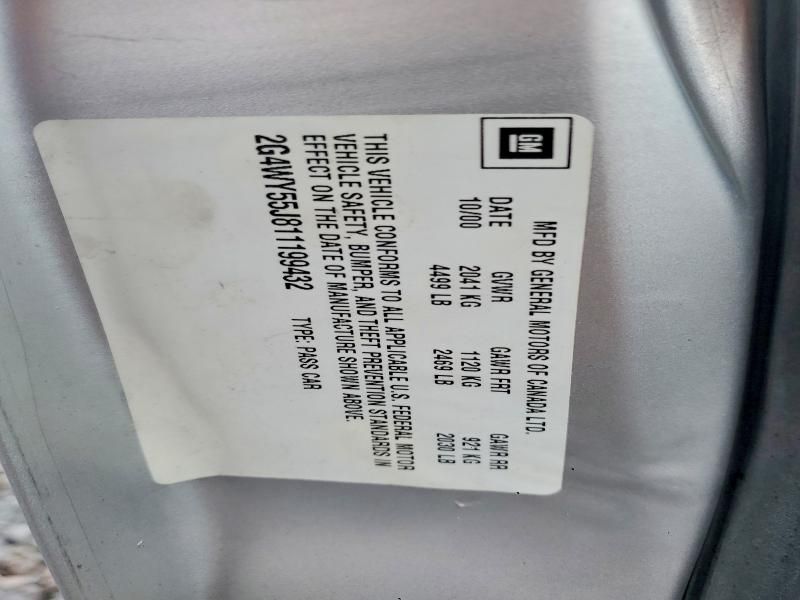 GM
MFD BY GENERAL MOTORS OF CANADA LTD.
DATE GVWR GAWR FRT GAWR RR
10/00 2041 KG 1120 KG 921 KG
4499 LB 2469 LB 2030 LB
THIS VEHICLE CONFORMS TO ALL APPLICABLE U.S. FEDERAL MOTOR
VEHICLE SAFETY, BUMPER, AND THEFT PREVENTION STANDARDS IN
EFFECT ON THE DATE OF MANUFACTURE SHOWN ABOVE.
2G4WY55J811199432 TYPE: PASS CAR